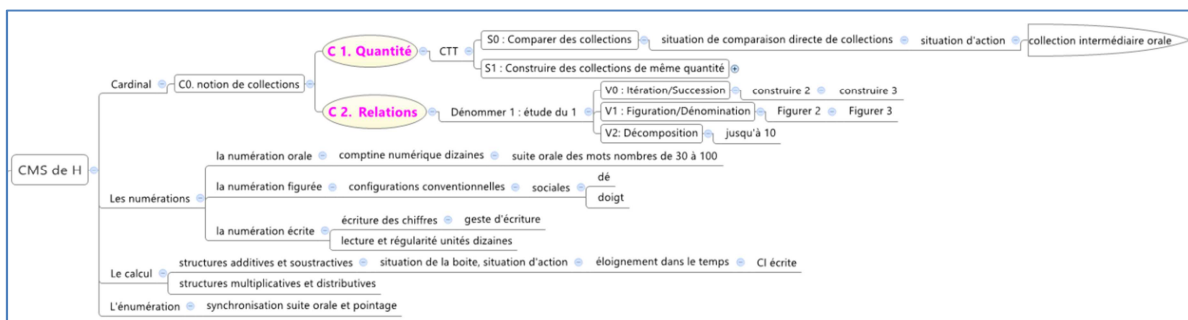 CMS de H
Cardinal
C0. notion de collections
C 1. Quantité
CTT
S0 : Comparer des collections
situation de comparaison directe de collections
situation d'action
collection intermédiaire orale
S1 : Construire des collections de même quantité
C 2. Relations
Dénommer 1 : étude du 1
V0 : Itération/Succession
construire 2
construire 3
V1 : Figuration/Dénomination
Figurer 2
Figurer 3
V2: Décomposition
jusqu'à 10
Les numérations
la numération orale
comptine numérique dizaines
suite orale des mots nombres de 30 à 100
la numération figurée
configurations conventionnelles
sociales
dé
doigt
la numération écrite
écriture des chiffres
geste d'écriture
lecture et régularité unités dizaines
Le calcul
structures additives et soustractives
situation de la boite, situation d'action
éloignement dans le temps
CI écrite
structures multiplicatives et distributives
L'énumération
synchronisation suite orale et pointage